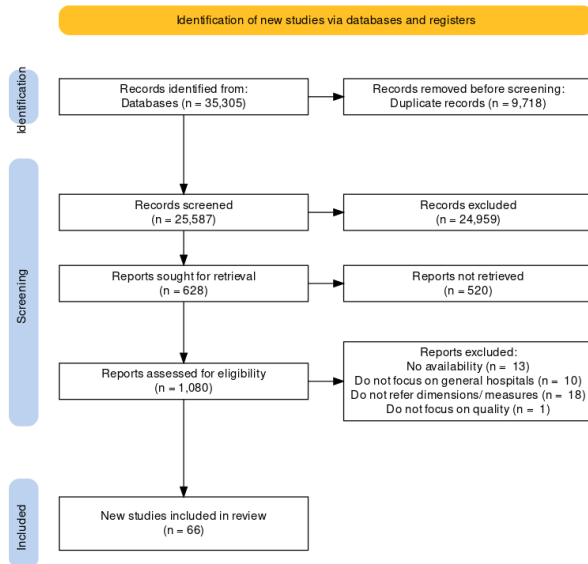 Identification of new studies via databases and registers
Identification
Records identified from:
Databases (n = 35,305)
Records removed before screening:
Duplicate records (n = 9,718)
Screening
Records screened
(n = 25,587)
Records excluded
(n = 24,959)
Reports sought for retrieval
(n = 628)
Reports not retrieved
(n = 520)
Reports assessed for eligibility
(n = 1,080)
Reports excluded:
No availability (n = 13)
Do not focus on general hospitals (n = 10)
Do not refer dimensions/ measures (n = 18)
Do not focus on quality (n = 1)
Included
New studies included in review
(n = 66)